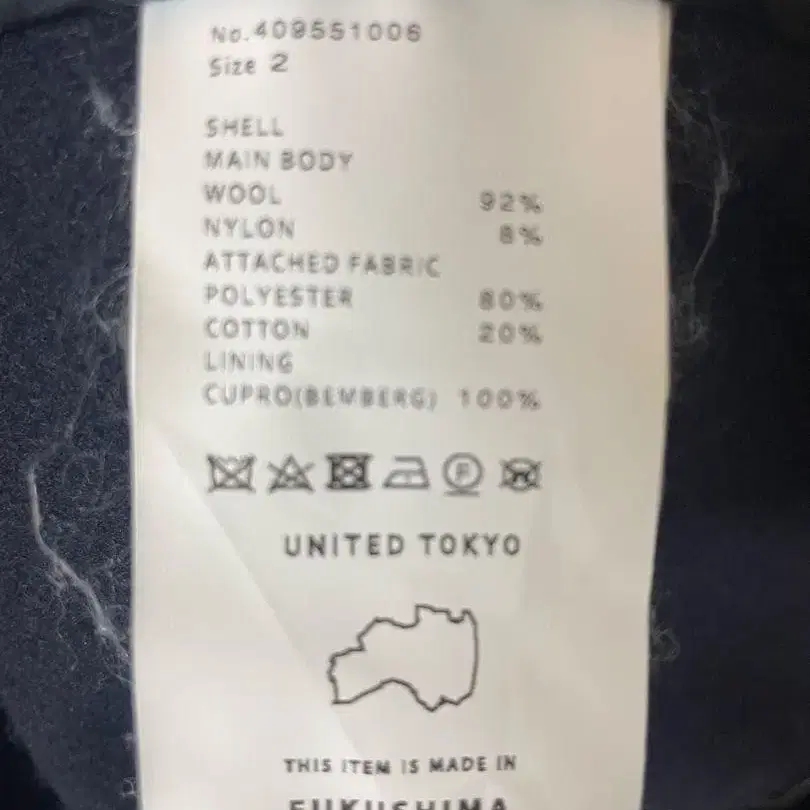 No.409551006
Size 2
SHELL
MAIN BODY
WOOL 92%
NYLON 8%
ATTACHED FABRIC
POLYESTER 80%
COTTON 20%
LINING
CUPRO(BEMBERG) 100%
F
W
UNITED TOKYO
THIS ITEM IS MADE IN
FUKUSHIMA